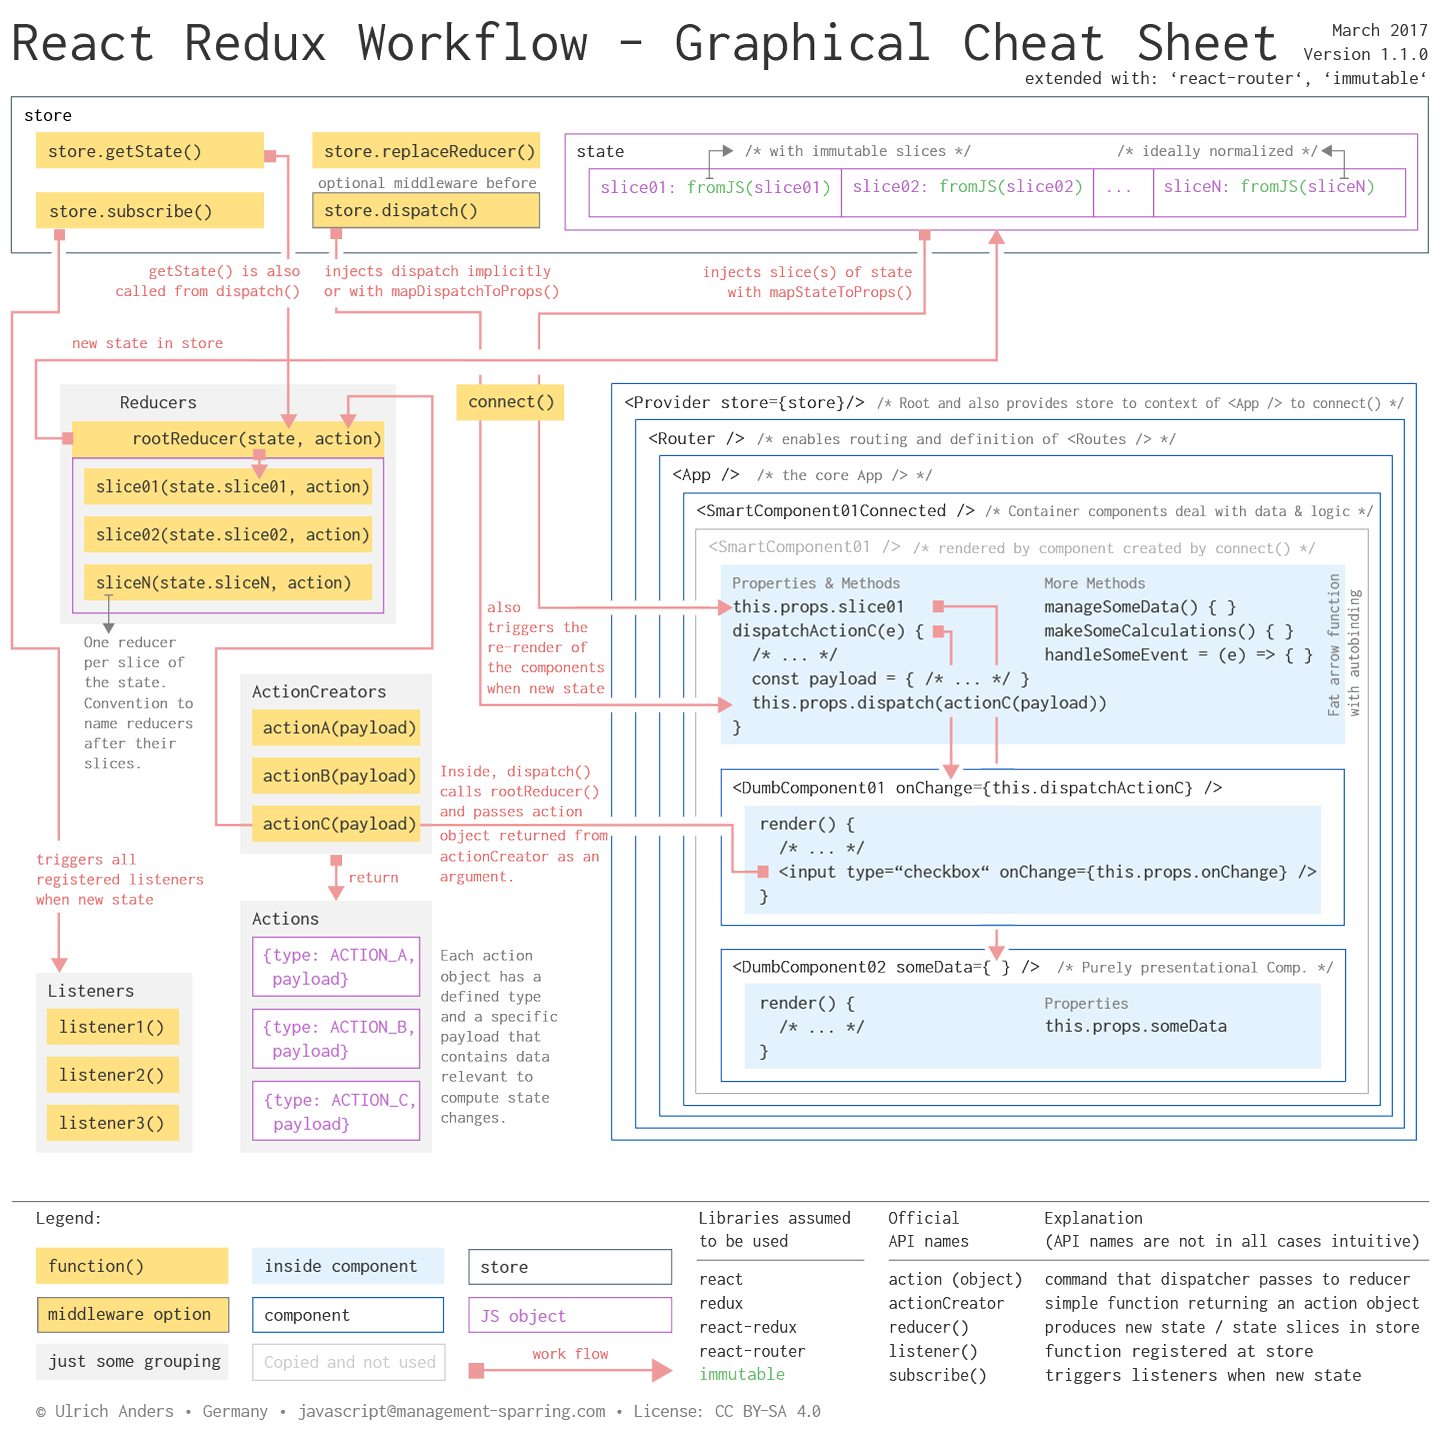 React Redux Workflow - Graphical Cheat Sheet
March 2017
Version 1.1.0
extended with: ‘react-router‘, ‘immutable‘
store
store.getState()
store.replaceReducer()
optional middleware before
store.subscribe()
store.dispatch()
state
/* with immutable slices */
/* ideally normalized */
slice01: fromJS(slice01)
slice02: fromJS(slice02)
...
sliceN: fromJS(sliceN)
getState() is also
called from dispatch()
injects dispatch implicitly
or with mapDispatchToProps()
injects slice(s) of state
with mapStateToProps()
new state in store
Reducers
rootReducer(state, action)
slice01(state.slice01, action)
slice02(state.slice02, action)
sliceN(state.sliceN, action)
One reducer
per slice of
the state.
Convention to
name reducers
after their
slices.
connect()
also
triggers the
re-render of
the components
when new state
ActionCreators
actionA(payload)
actionB(payload)
actionC(payload)
Inside, dispatch()
calls rootReducer()
and passes action
object returned from
actionCreator as an
argument.
return
triggers all
registered listeners
when new state
Listeners
listener1()
listener2()
listener3()
Actions
{type: ACTION_A,
payload}
{type: ACTION_B,
payload}
{type: ACTION_C,
payload}
Each action
object has a
defined type
and a specific
payload that
contains data
relevant to
compute state
changes.
<Provider store={store}/> /* Root and also provides store to context of <App /> to connect() */
<Router /> /* enables routing and definition of <Routes /> */
<App /> /* the core App /> */
<SmartComponent01Connected /> /* Container components deal with data & logic */
<SmartComponent01 /> /* rendered by component created by connect() */
Properties & Methods
this.props.slice01
dispatchActionC(e) {
/* ... */
const payload = { /* ... */ }
this.props.dispatch(actionC(payload))
}
More Methods
manageSomeData() { }
makeSomeCalculations() { }
handleSomeEvent = (e) => { }
Fat arrow function
with autobinding
<DumbComponent01 onChange={this.dispatchActionC} />
render() {
/* ... */
<input type=“checkbox“ onChange={this.props.onChange} />
}
<DumbComponent02 someData={ } /> /* Purely presentational Comp. */
render() {
/* ... */
}
Properties
this.props.someData
Legend:
function()
middleware option
just some grouping
inside component
component
Copied and not used
store
JS object
work flow
Libraries assumed
to be used
react
redux
react-redux
react-router
immutable
Official
API names
Explanation
(API names are not in all cases intuitive)
action (object) command that dispatcher passes to reducer
actionCreator simple function returning an action object
reducer() produces new state / state slices in store
listener() function registered at store
subscribe() triggers listeners when new state
© Ulrich Anders • Germany • javascript@management-sparring.com • License: CC BY-SA 4.0